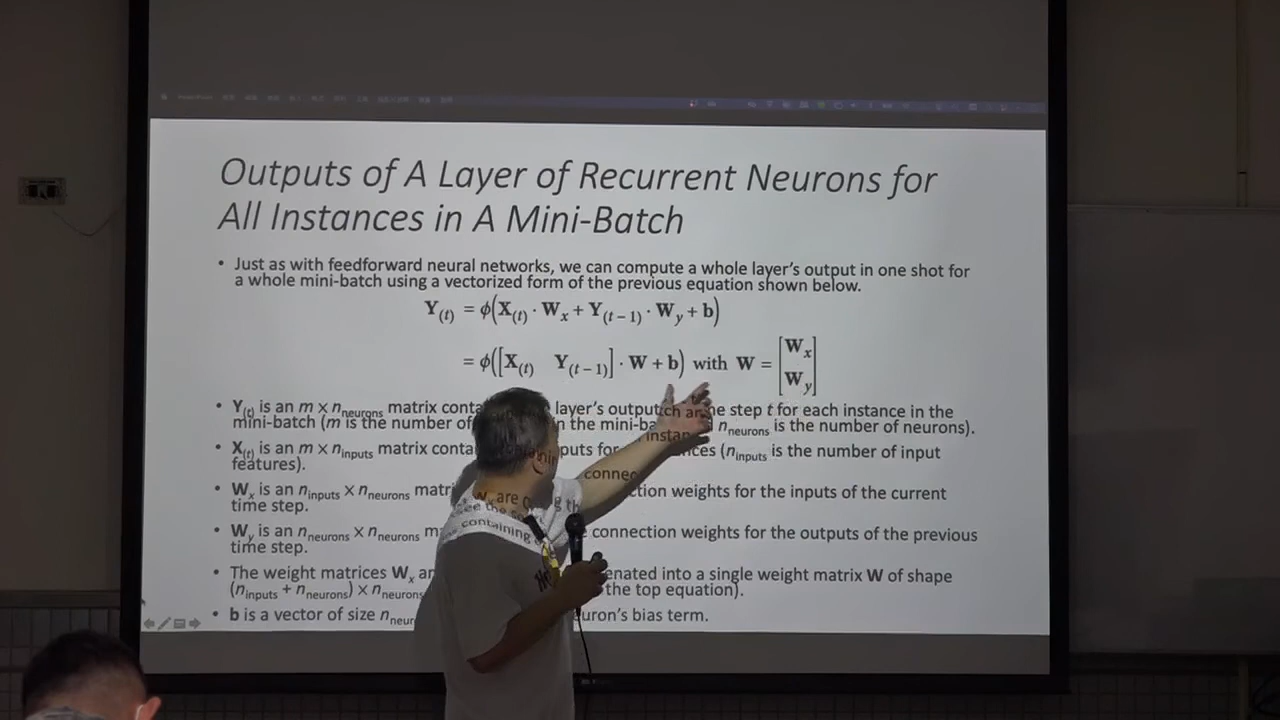 Outputs of A Layer of Recurrent Neurons for
All Instances in A Mini-Batch
• Just as with feedforward neural networks, we can compute a whole layer's output in one shot for
a whole mini-batch using a vectorized form of the previous equation shown below.
Y(t) = ϕ(X(t) · Wx + Y(t − 1) · Wy + b)
= ϕ([X(t) Y(t − 1)] · W + b) with W = [Wx
Wy]
• Y(t) is an m × nneurons matrix layer's output step t for each instance in the
mini-batch (m is the number of in the mini- nneurons is the number of neurons).
• X(t) is an m × ninputs matrix for (ninputs is the number of input
features).
• Wx is an ninputs × nneurons connection weights for the inputs of the current
time step.
• Wy is an nneurons × nneurons connection weights for the outputs of the previous
time step.
• The weight matrices Wx into a single weight matrix W of shape
(ninputs + nneurons) × nneurons the top equation).
• b is a vector of size bias term.